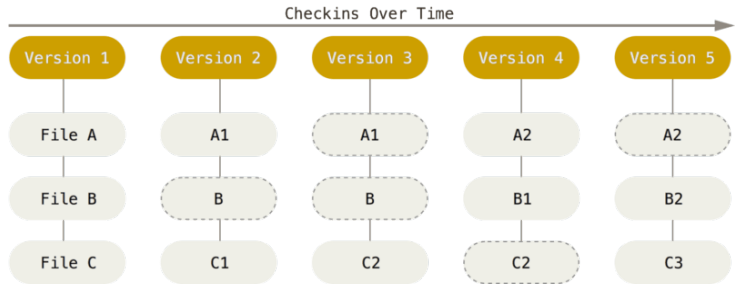 Checkins Over Time
Version 1 Version 2 Version 3 Version 4 Version 5
File A A1 A1 A2 A2
File B B B B1 B2
File C C1 C2 C2 C3